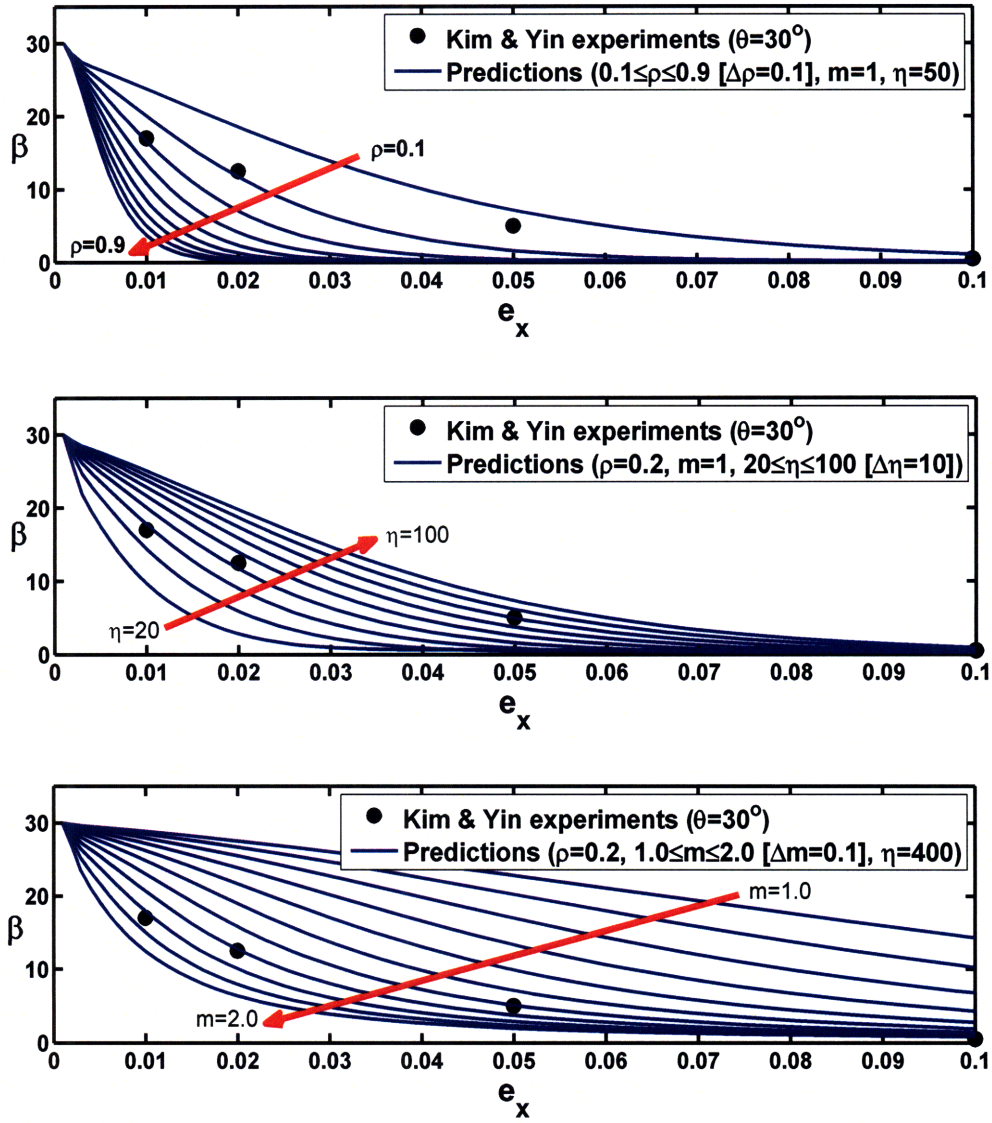 30
20
10
0
β
Kim & Yin experiments (θ=30°)
Predictions (0.1≤ρ≤0.9 [Δρ=0.1], m=1, η=50)
ρ=0.1
ρ=0.9
0.01 0.02 0.03 0.04 0.05 0.06 0.07 0.08 0.09 0.1
e_x
30
20
10
0
β
Kim & Yin experiments (θ=30°)
Predictions (ρ=0.2, m=1, 20≤η≤100 [Δη=10])
η=100
η=20
0.01 0.02 0.03 0.04 0.05 0.06 0.07 0.08 0.09 0.1
e_x
30
20
10
0
β
Kim & Yin experiments (θ=30°)
Predictions (ρ=0.2, 1.0≤m≤2.0 [Δm=0.1], η=400)
m=1.0
m=2.0
0 0.01 0.02 0.03 0.04 0.05 0.06 0.07 0.08 0.09 0.1
e_x